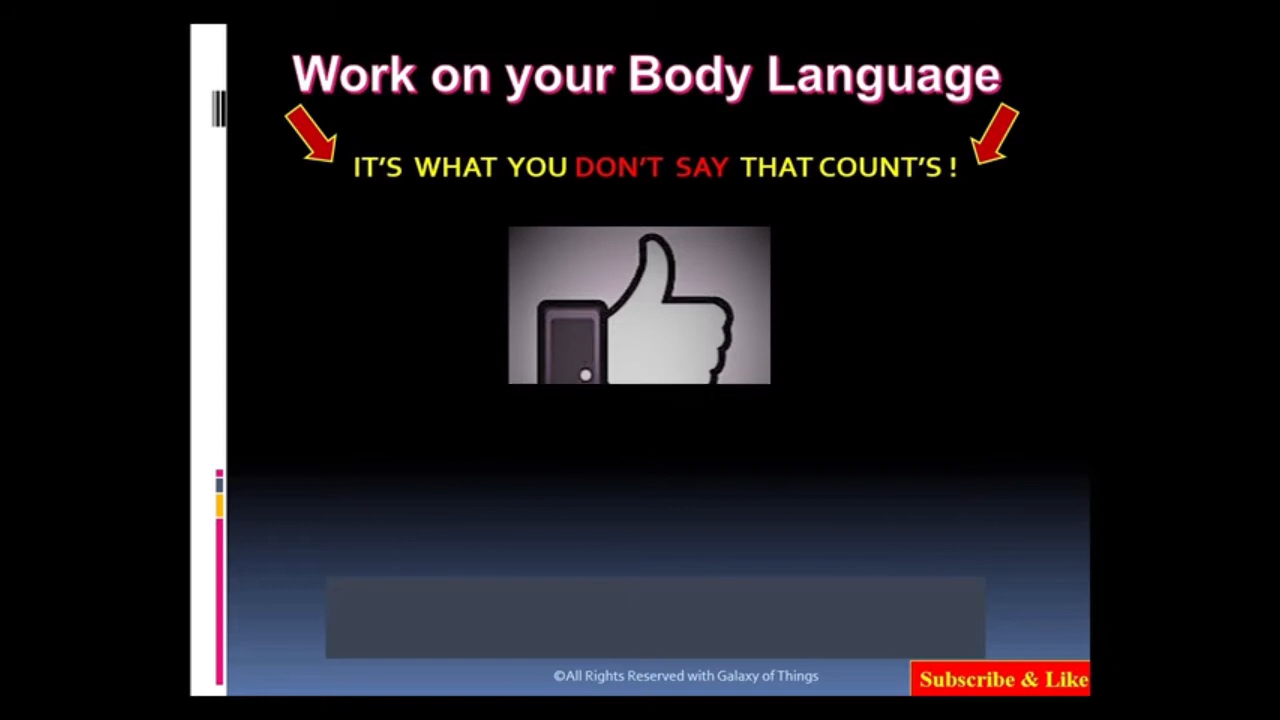 Work on your Body Language
IT’S WHAT YOU DON’T SAY THAT COUNT’S !
©All Rights Reserved with Galaxy of Things
Subscribe & Like